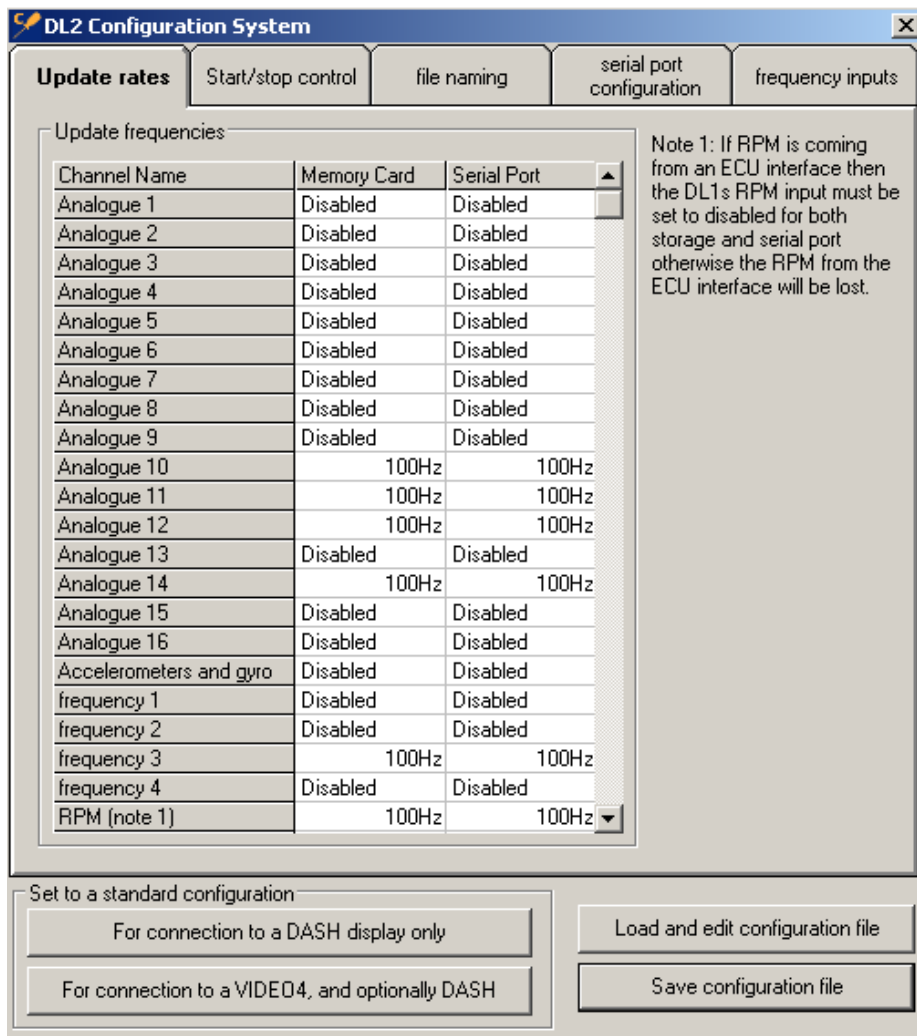 DL2 Configuration System
Update rates
Start/stop control
file naming
serial port
configuration
frequency inputs
Update frequencies
Channel Name Memory Card Serial Port
Analogue 1 Disabled Disabled
Analogue 2 Disabled Disabled
Analogue 3 Disabled Disabled
Analogue 4 Disabled Disabled
Analogue 5 Disabled Disabled
Analogue 6 Disabled Disabled
Analogue 7 Disabled Disabled
Analogue 8 Disabled Disabled
Analogue 9 Disabled Disabled
Analogue 10 100Hz 100Hz
Analogue 11 100Hz 100Hz
Analogue 12 100Hz 100Hz
Analogue 13 Disabled Disabled
Analogue 14 100Hz 100Hz
Analogue 15 Disabled Disabled
Analogue 16 Disabled Disabled
Accelerometers and gyro Disabled Disabled
frequency 1 Disabled Disabled
frequency 2 Disabled Disabled
frequency 3 100Hz 100Hz
frequency 4 Disabled Disabled
RPM (note 1) 100Hz 100Hz
Note 1: If RPM is coming
from an ECU interface then
the DL1s RPM input must be
set to disabled for both
storage and serial port
otherwise the RPM from the
ECU interface will be lost.
Set to a standard configuration
For connection to a DASH display only
For connection to a VIDEO4, and optionally DASH
Load and edit configuration file
Save configuration file